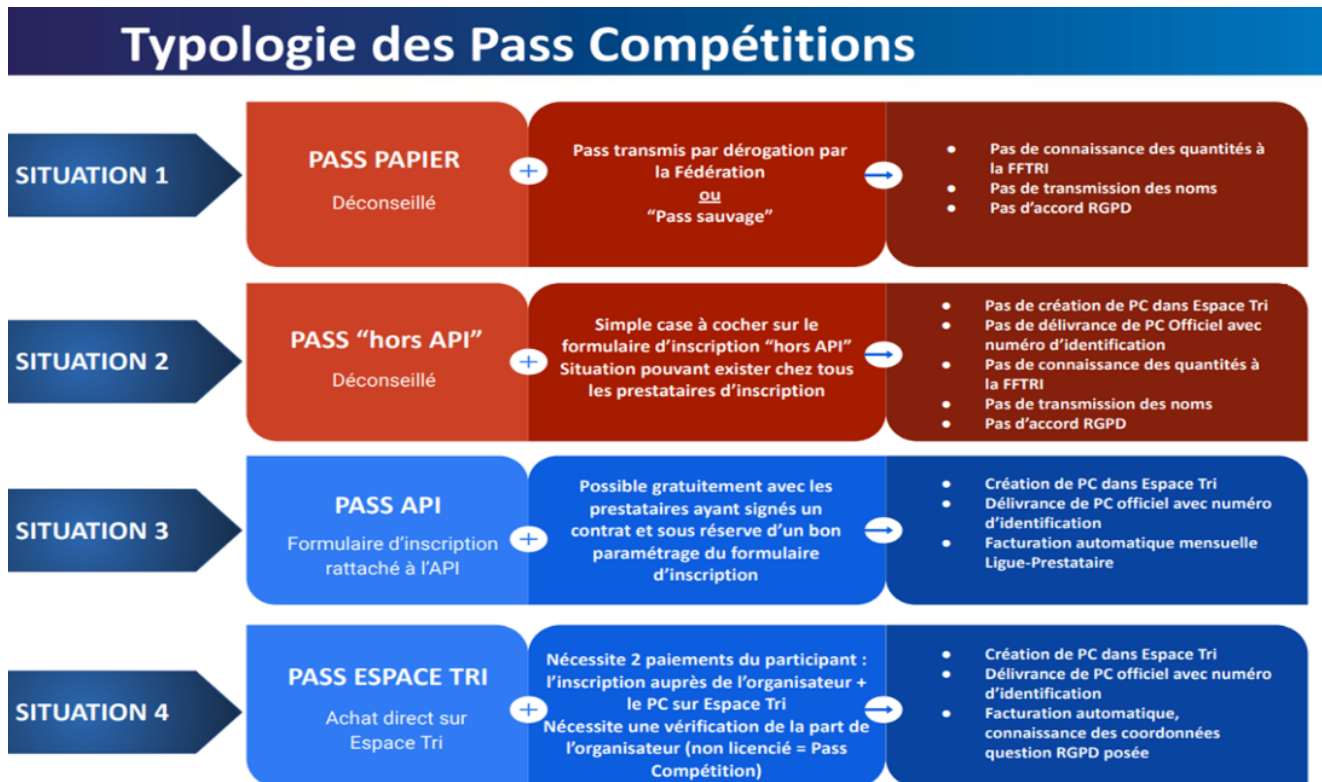 Typologie des Pass Compétitions
SITUATION 1
PASS PAPIER
Déconseillé
+
Pass transmis par dérogation par
la Fédération
ou
“Pass sauvage”
→
● Pas de connaissance des quantités à
la FFTRI
● Pas de transmission des noms
● Pas d’accord RGPD
SITUATION 2
PASS “hors API”
Déconseillé
+
Simple case à cocher sur le
formulaire d’inscription “hors API”
Situation pouvant exister chez tous
les prestataires d’inscription
→
● Pas de création de PC dans Espace Tri
● Pas de délivrance de PC Officiel avec
numéro d’identification
● Pas de connaissance des quantités à
la FFTRI
● Pas de transmission des noms
● Pas d’accord RGPD
SITUATION 3
PASS API
Formulaire d’inscription
rattaché à l’API
+
Possible gratuitement avec les
prestataires ayant signés un
contrat et sous réserve d’un bon
paramétrage du formulaire
d’inscription
→
● Création de PC dans Espace Tri
● Délivrance de PC officiel avec numéro
d’identification
● Facturation automatique mensuelle
Ligue-Prestataire
SITUATION 4
PASS ESPACE TRI
Achat direct sur
Espace Tri
+
Nécessite 2 paiements du participant :
l’inscription auprès de l’organisateur +
le PC sur Espace Tri
Nécessite une vérification de la part de
l’organisateur (non licencié = Pass
Compétition)
→
● Création de PC dans Espace Tri
● Délivrance de PC officiel avec numéro
d’identification
● Facturation automatique,
connaissance des coordonnées
question RGPD posée